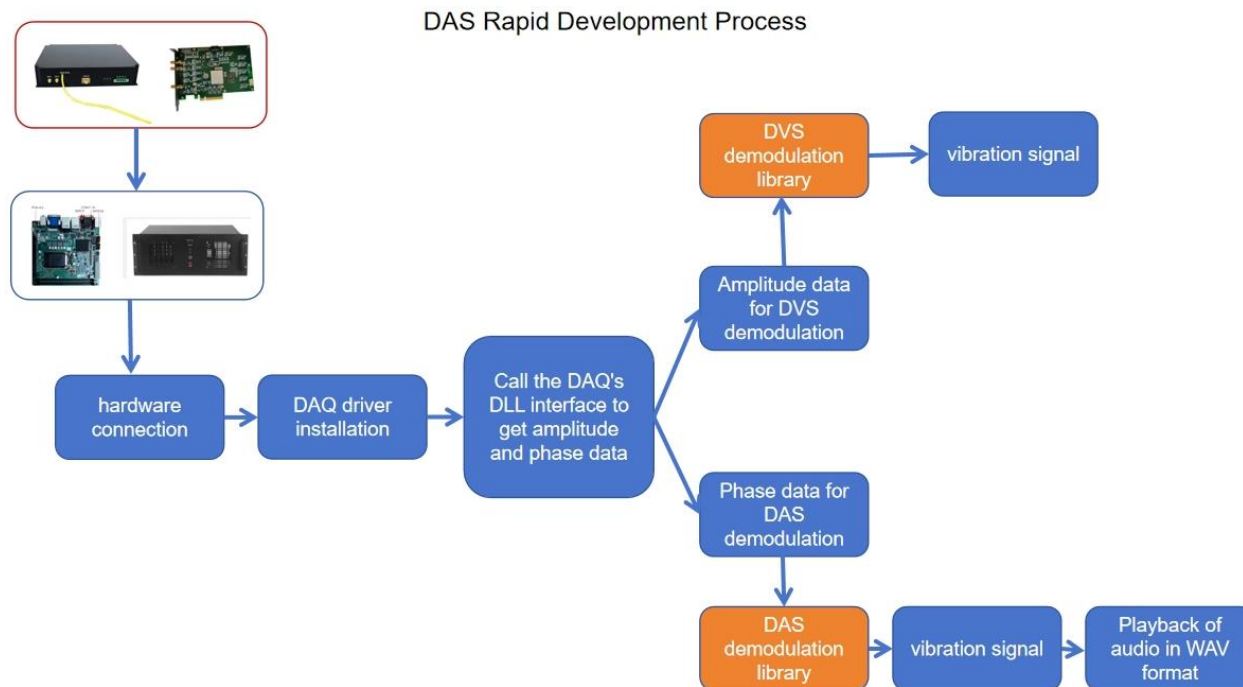 DAS Rapid Development Process
DVS
demodulation
library
vibration signal
Amplitude data
for DVS
demodulation
hardware
connection
DAQ driver
installation
Call the DAQ's
DLL interface to
get amplitude
and phase data
Phase data for
DAS
demodulation
DAS
demodulation
library
vibration signal
Playback of
audio in WAV
format